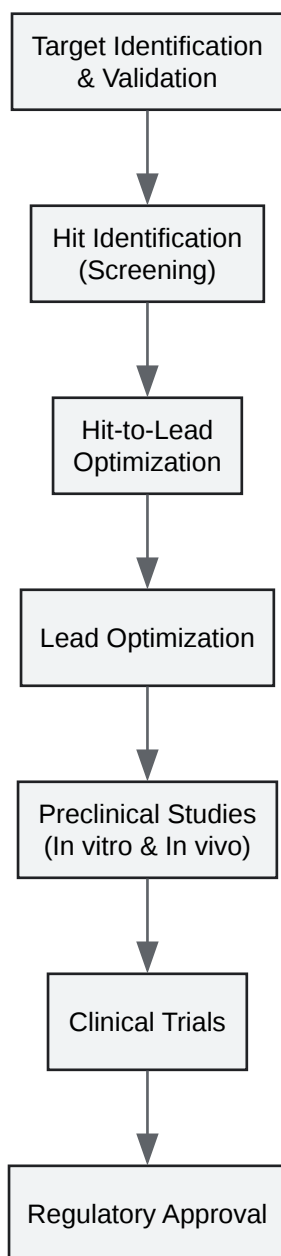 Target Identification
& Validation
Hit Identification
(Screening)
Hit-to-Lead
Optimization
Lead Optimization
Preclinical Studies
(In vitro & In vivo)
Clinical Trials
Regulatory Approval